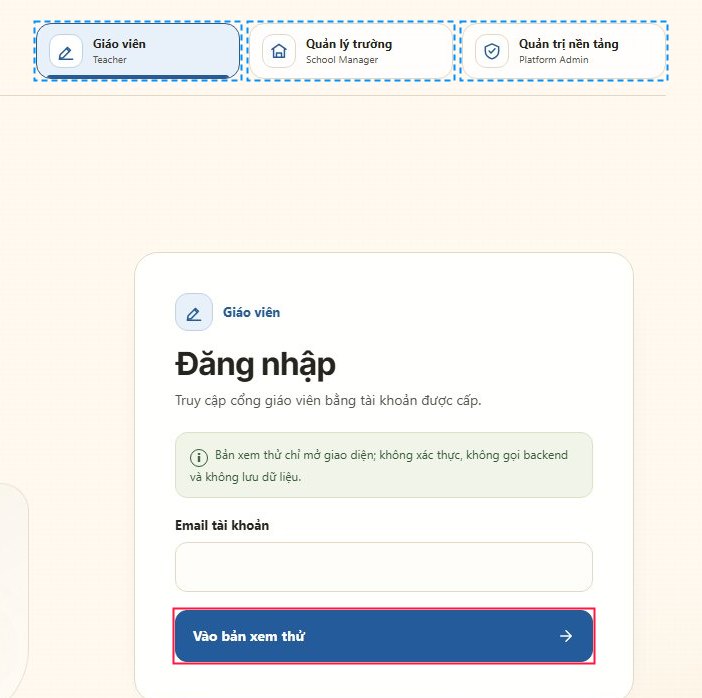 Giáo viên
Teacher
Quản lý trường
School Manager
Quản trị nền tảng
Platform Admin
Giáo viên
Đăng nhập
Truy cập cổng giáo viên bằng tài khoản được cấp.
Bản xem thử chỉ mở giao diện; không xác thực, không gọi backend
và không lưu dữ liệu.
Email tài khoản
Vào bản xem thử